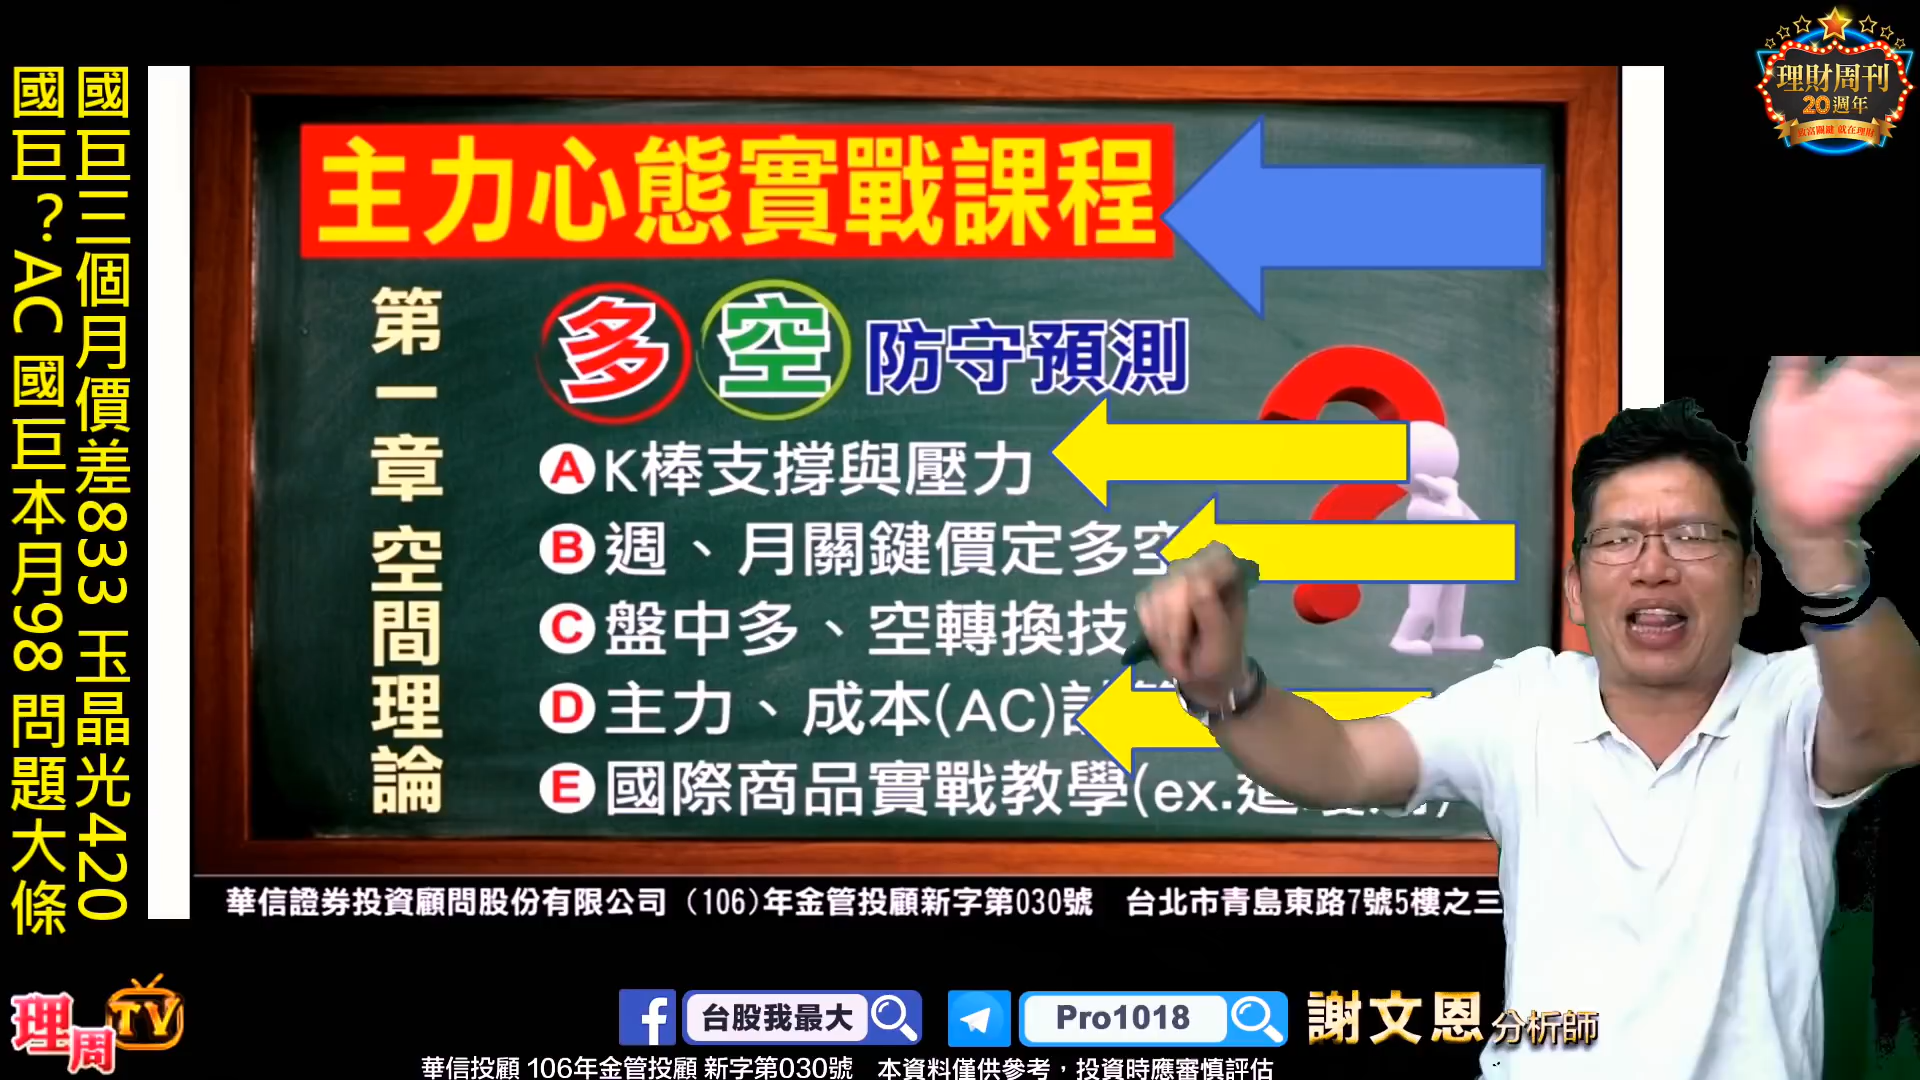 國巨三個月價差833 玉晶光420
國巨？AC 國巨本月98 問題大條
理財周刊
20週年
致富關鍵 就在理財
主力心態實戰課程
第一章 空間理論
多空防守預測
A K棒支撐與壓力
B 週、月關鍵價定多空
C 盤中多、空轉換技
D 主力、成本(AC)
E 國際商品實戰教學(ex.道
華信證券投資顧問股份有限公司 (106)年金管投顧新字第030號 台北市青島東路7號5樓之三
理周TV
f 台股我最大
Pro1018
謝文恩 分析師
華信投顧 106年金管投顧 新字第030號 本資料僅供參考，投資時應審慎評估